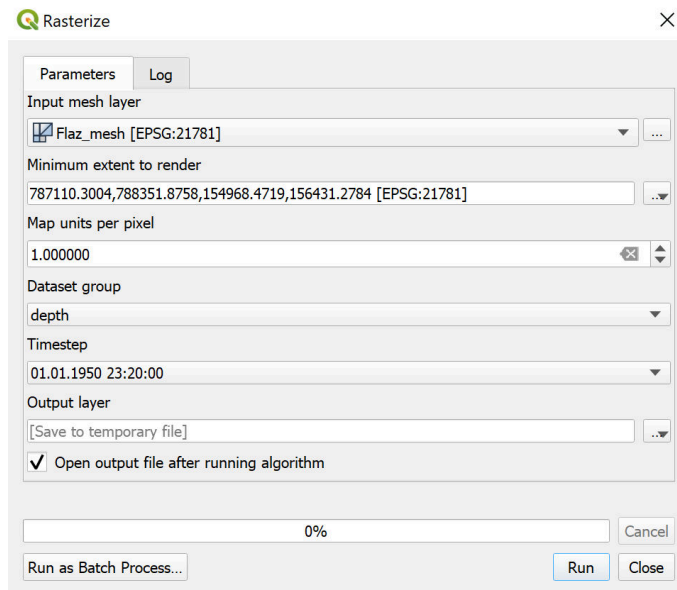 Rasterize
Parameters Log
Input mesh layer
Flaz_mesh [EPSG:21781]
...
Minimum extent to render
787110.3004,788351.8758,154968.4719,156431.2784 [EPSG:21781]
...
Map units per pixel
1.000000
Dataset group
depth
Timestep
01.01.1950 23:20:00
Output layer
[Save to temporary file]
...
Open output file after running algorithm
0% Cancel
Run as Batch Process... Run Close